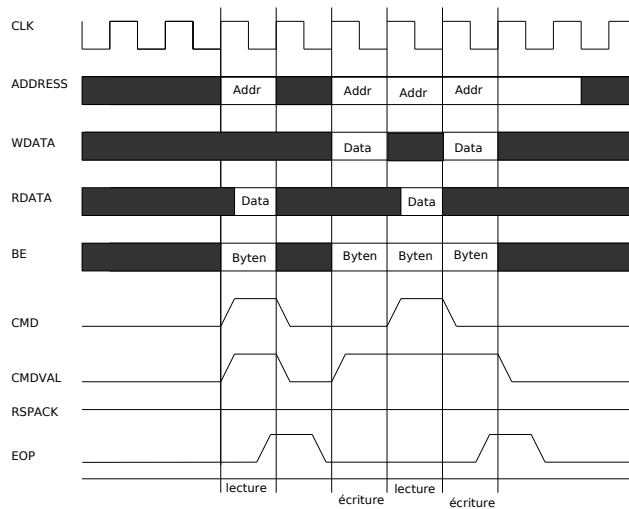 CLK
ADDRESS Addr Addr Addr Addr
WDATA Data Data
RDATA Data Data
BE Byten Byten Byten Byten
CMD
CMDVAL
RSPACK
EOP
lecture lecture
écriture écriture